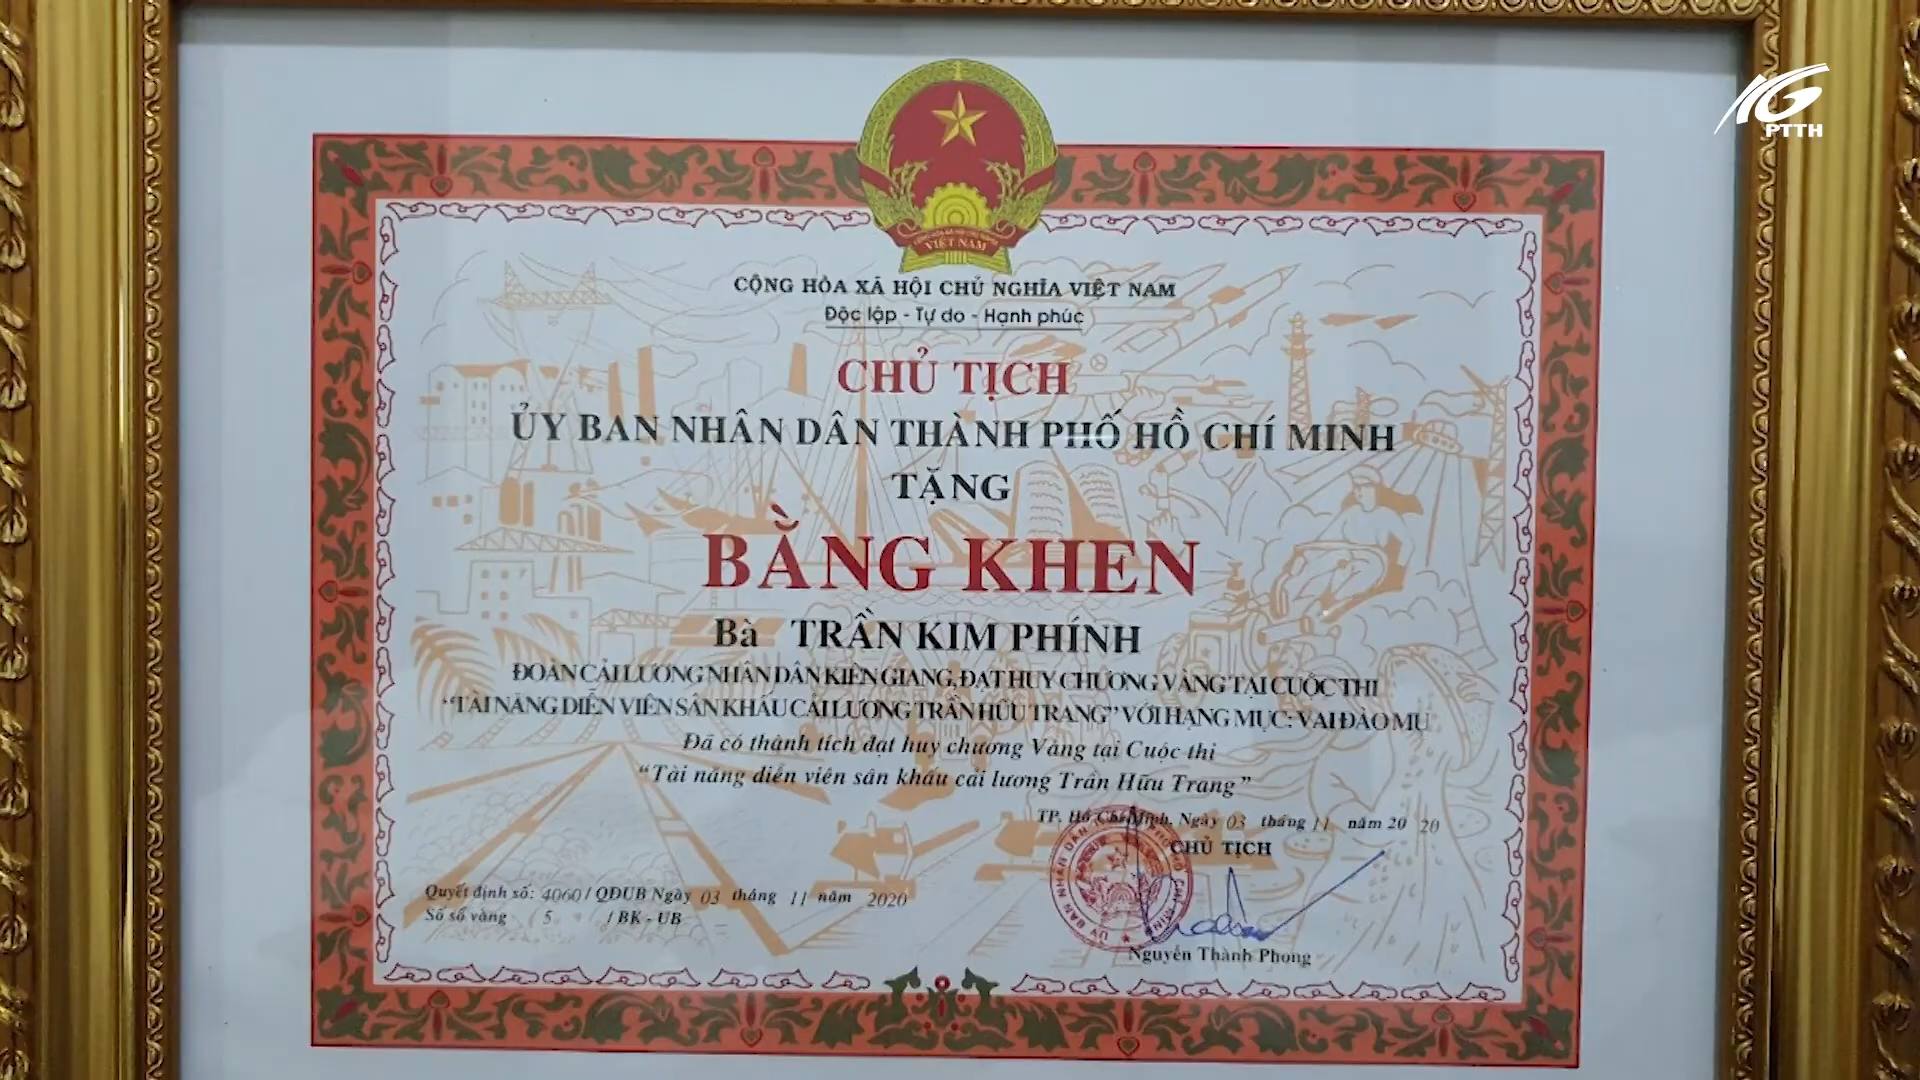 PTTH
VIỆT NAM
CỘNG HÒA XÃ HỘI CHỦ NGHĨA VIỆT NAM
Độc lập - Tự do - Hạnh phúc
CHỦ TỊCH
ỦY BAN NHÂN DÂN THÀNH PHỐ HỒ CHÍ MINH
TẶNG
BẰNG KHEN
Bà TRẦN KIM PHÍNH
ĐOÀN CẢI LƯƠNG NHÂN DÂN KIÊN GIANG, ĐẠT HUY CHƯƠNG VÀNG TẠI CUỘC THI
“TÀI NĂNG DIỄN VIÊN SÂN KHẤU CẢI LƯƠNG TRẦN HỮU TRANG” VỚI HẠNG MỤC: VAI ĐÀO MỤ
Đã có thành tích đạt huy chương Vàng tại Cuộc thi
“Tài năng diễn viên sân khấu cải lương Trần Hữu Trang”
TP. Hồ Chí Minh, Ngày 03 tháng 11 năm 2020
CHỦ TỊCH
Quyết định số: 4060/QĐUB Ngày 03 tháng 11 năm 2020
Số sổ vàng 5 /BK - UB
Nguyễn Thành Phong